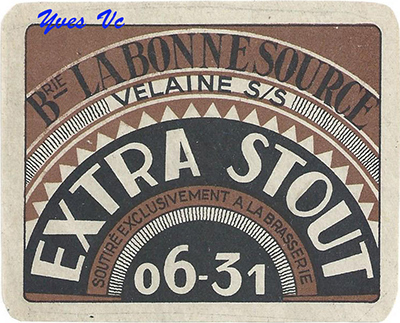 Yves Vc
BRIE LA BONNE SOURCE
VELAINE S/S
EXTRA STOUT
SOUTIRÉ EXCLUSIVEMENT A LA BRASSERIE
06-31